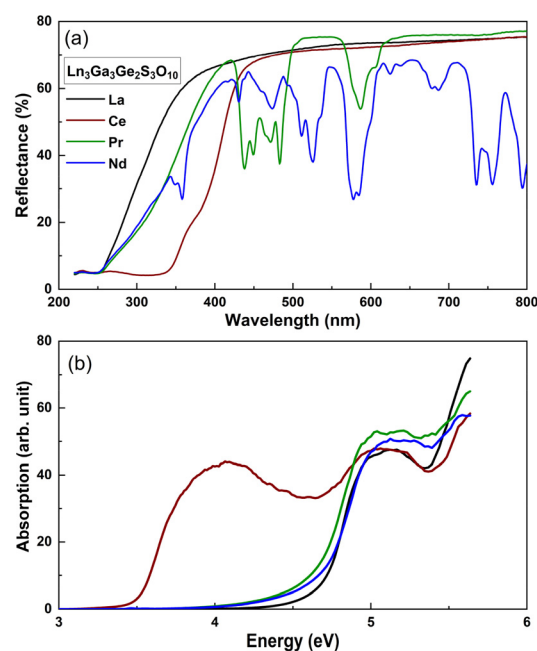 (a)
Ln3Ga3Ge2S3O10
La
Ce
Pr
Nd
Reflectance (%)
80
60
40
20
0
200 300 400 500 600 700 800
Wavelength (nm)
(b)
Absorption (arb. unit)
80
60
40
20
0
3 4 5 6
Energy (eV)